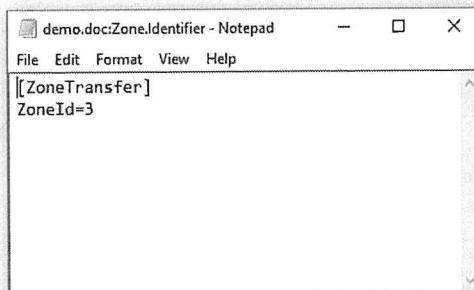 demo.doc:Zone.Identifier - Notepad
File Edit Format View Help
[ZoneTransfer]
ZoneId=3